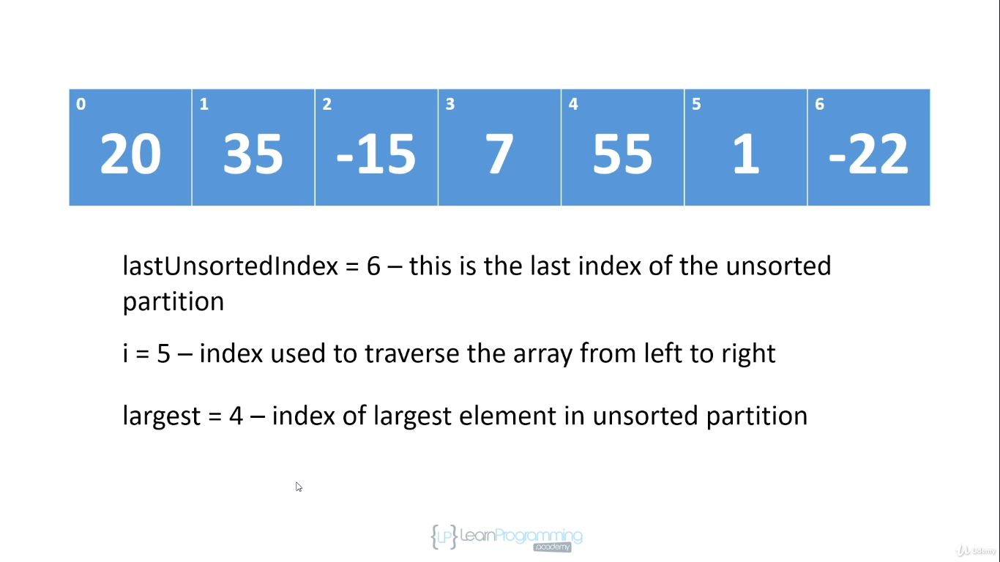 0 1 2 3 4 5 6
20 35 -15 7 55 1 -22
lastUnsortedIndex = 6 – this is the last index of the unsorted
partition
i = 5 – index used to traverse the array from left to right
largest = 4 – index of largest element in unsorted partition
{LP} LearnProgramming
.academy
Udemy